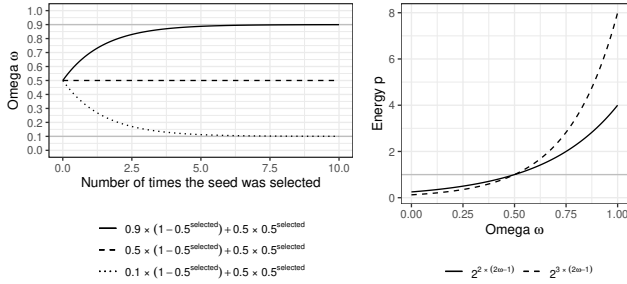 1.0
0.9
0.8
0.7
0.6
0.5
0.4
0.3
0.2
0.1
0.0
Omega ω
0.0 2.5 5.0 7.5 10.0
Number of times the seed was selected
0.9 × (1−0.5^selected) + 0.5 × 0.5^selected
0.5 × (1−0.5^selected) + 0.5 × 0.5^selected
0.1 × (1−0.5^selected) + 0.5 × 0.5^selected
8
6
4
2
0
Energy p
0.00 0.25 0.50 0.75 1.00
Omega ω
2^2 × (2ω−1) 2^3 × (2ω−1)